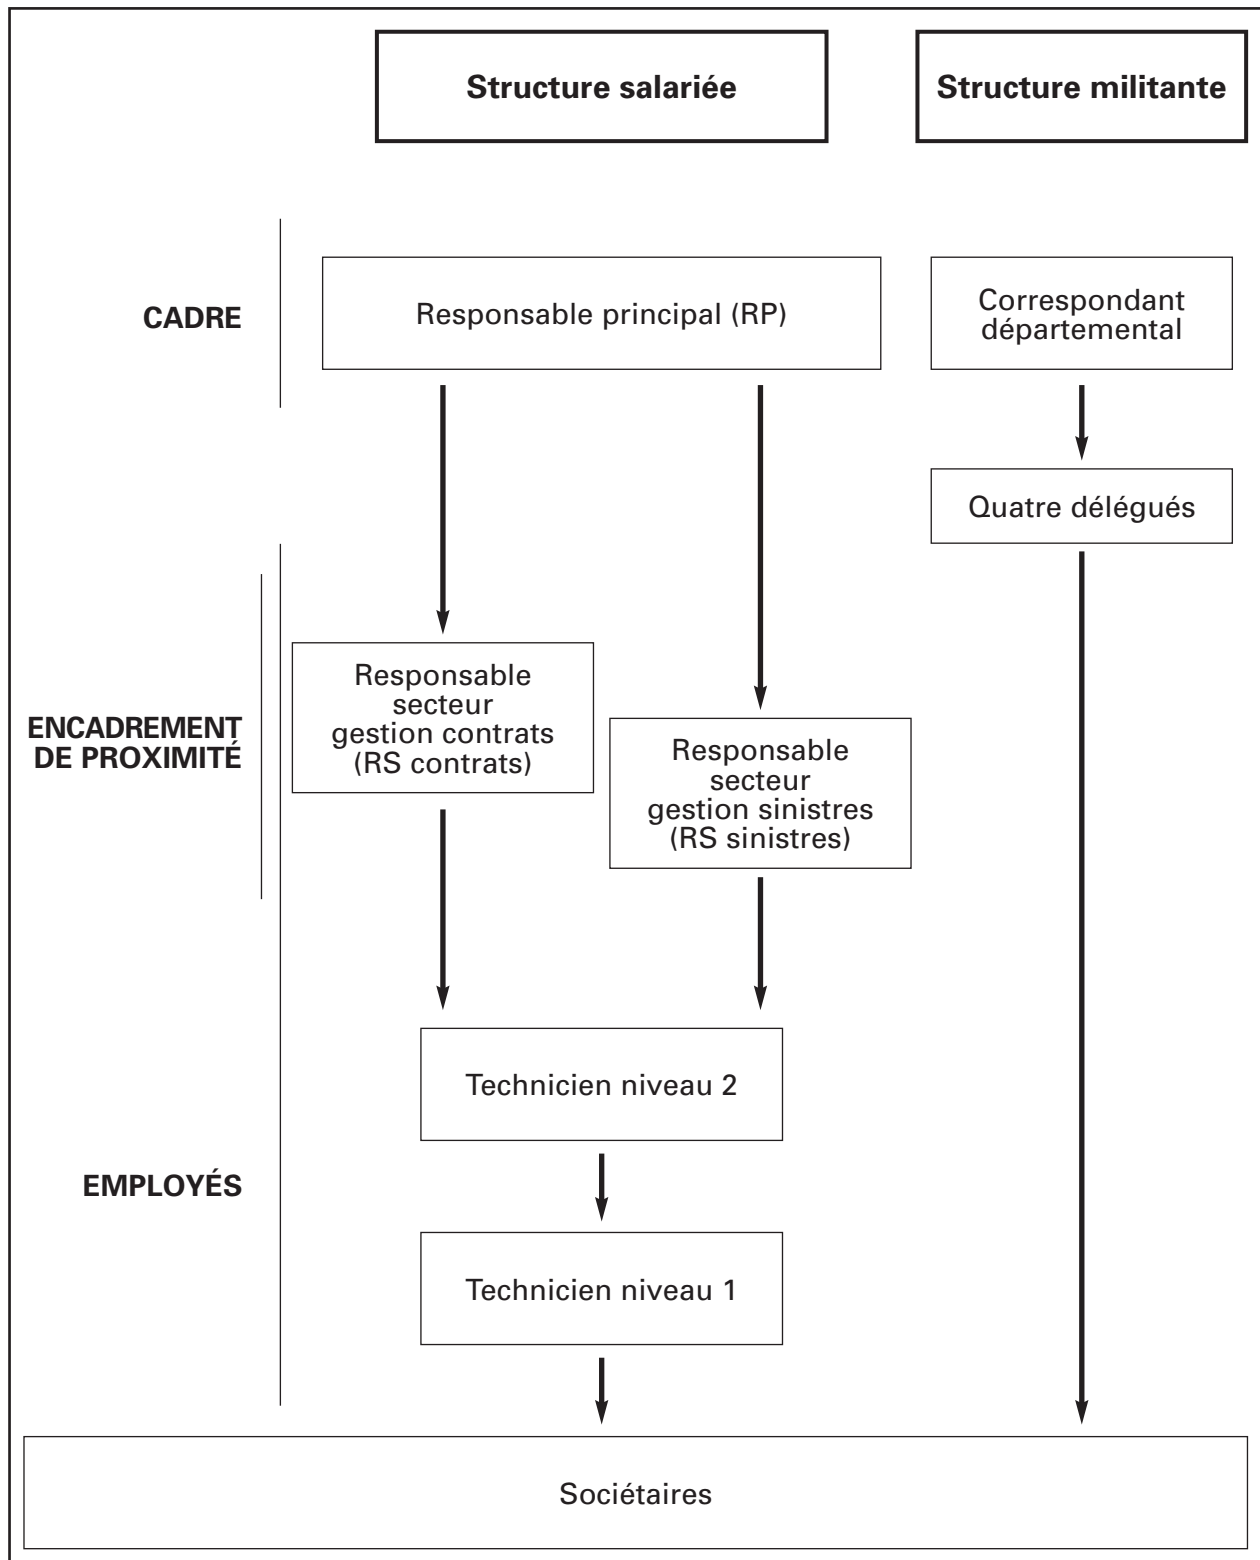 Structure salariée
Structure militante
CADRE
Responsable principal (RP)
Correspondant
départemental
Quatre délégués
ENCADREMENT
DE PROXIMITÉ
Responsable
secteur
gestion contrats
(RS contrats)
Responsable
secteur
gestion sinistres
(RS sinistres)
Technicien niveau 2
EMPLOYÉS
Technicien niveau 1
Sociétaires